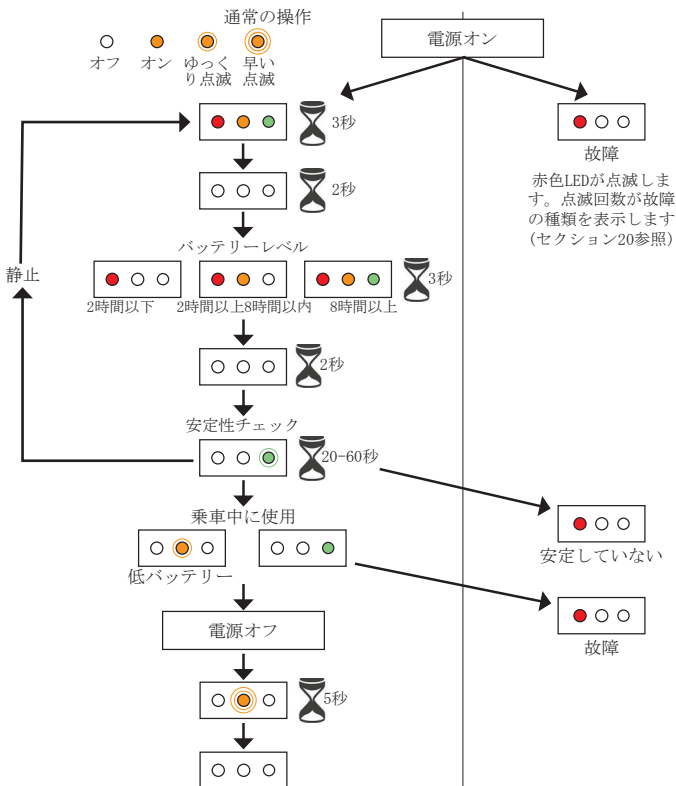 通常の操作
オフ
オン
ゆっく
り点滅
早い
点滅
電源オン
3秒
故障
赤色LEDが点滅しま
す。点滅回数が故障
の種類を表示します
(セクション20参照)
2秒
バッテリーレベル
静止
3秒
2時間以下
2時間以上8時間以内
8時間以上
2秒
安定性チェック
20-60秒
乗車中に使用
安定していない
低バッテリー
電源オフ
故障
5秒